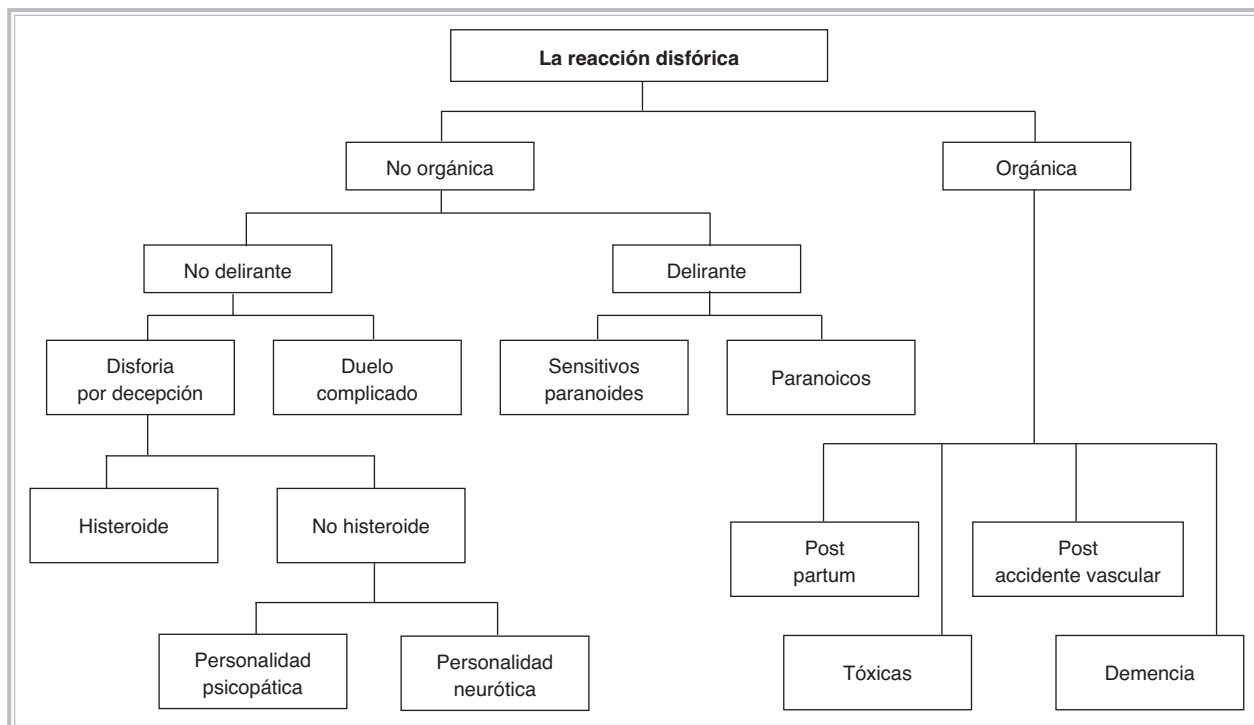 La reacción disfórica
No orgánica
Orgánica
No delirante
Delirante
Disforia
por decepción
Duelo
complicado
Sensitivos
paranoides
Paranoicos
Histeroide
No histeroide
Post
partum
Post
accidente vascular
Personalidad
psicopática
Personalidad
neurótica
Tóxicas
Demencia